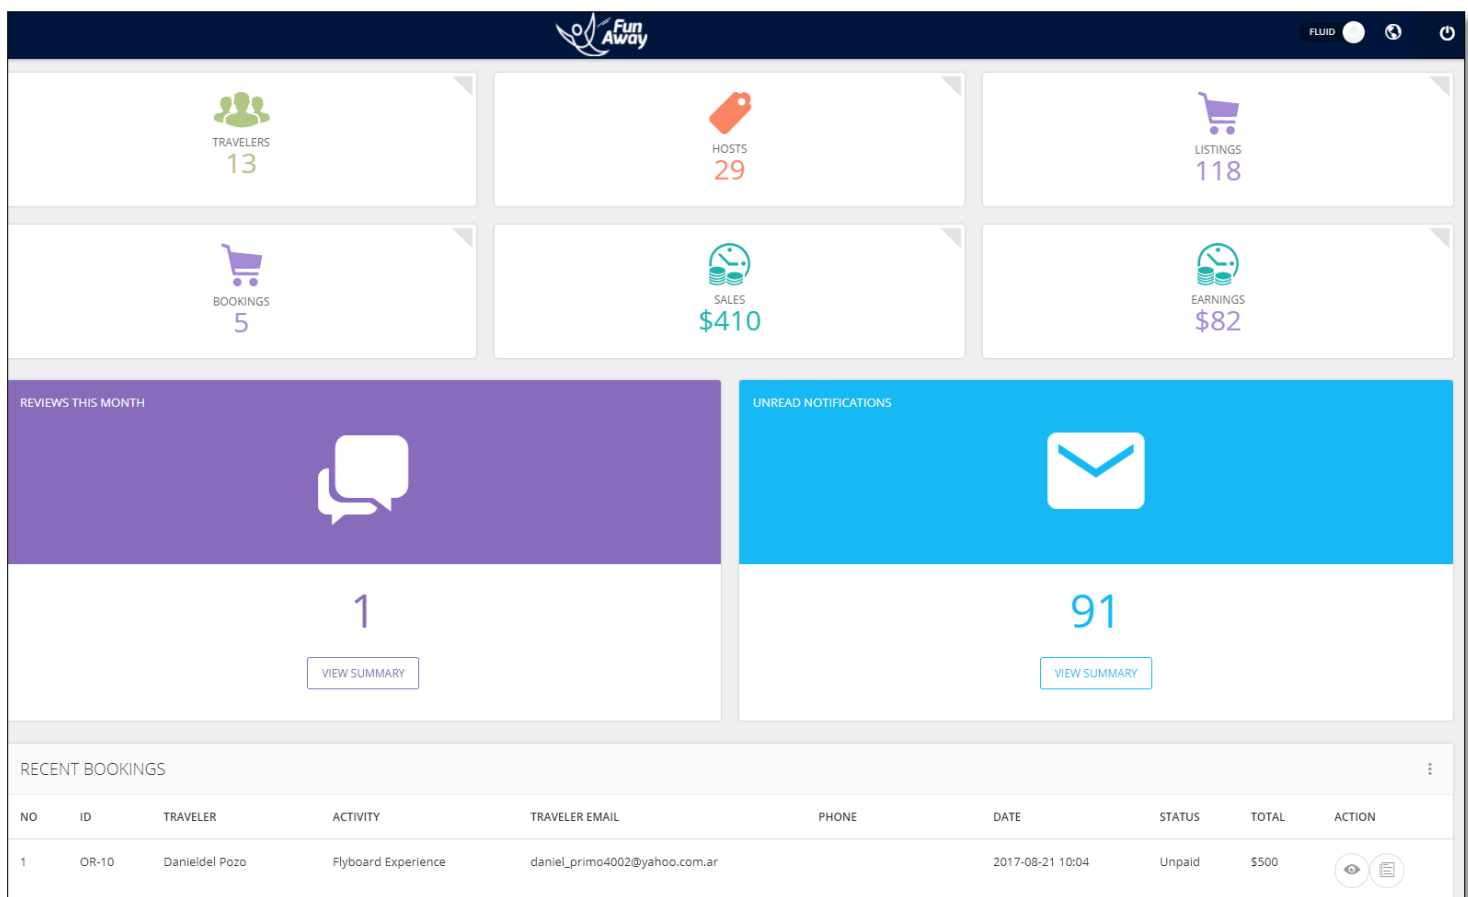 Fun
Away
FLUID
TRAVELERS
13
HOSTS
29
LISTINGS
118
BOOKINGS
5
SALES
$410
EARNINGS
$82
REVIEWS THIS MONTH
1
VIEW SUMMARY
UNREAD NOTIFICATIONS
91
VIEW SUMMARY
RECENT BOOKINGS
NO ID TRAVELER ACTIVITY TRAVELER EMAIL PHONE DATE STATUS TOTAL ACTION
1 OR-10 Danieldel Pozo Flyboard Experience daniel_primo4002@yahoo.com.ar 2017-08-21 10:04 Unpaid $500